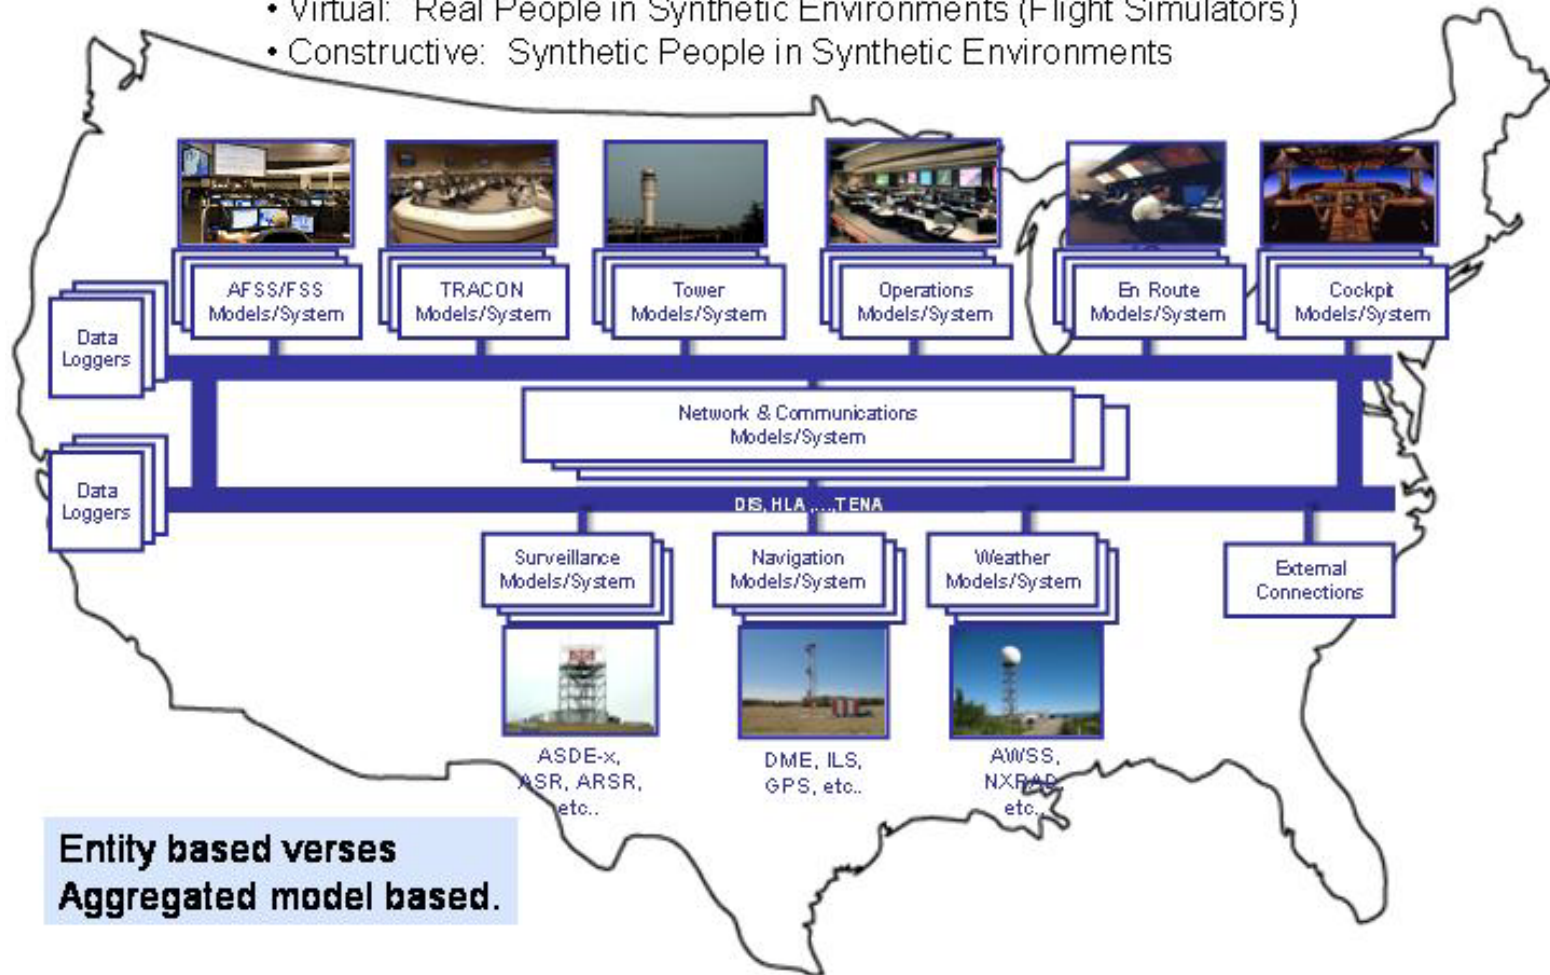 • Virtual: Real People in Synthetic Environments (Flight Simulators)
• Constructive: Synthetic People in Synthetic Environments
AFSS/FSS
Models/System
TRACON
Models/System
Tower
Models/System
Operations
Models/System
En Route
Models/System
Cockpit
Models/System
Data
Loggers
Network & Communications
Models/System
Data
Loggers
DIS, HLA ,...,TENA
Surveillance
Models/System
Navigation
Models/System
Weather
Models/System
External
Connections
ASDE-x,
ASR, ARSR,
etc..
DME, ILS,
GPS, etc..
AWSS,
NXRAD,
etc..
Entity based verses
Aggregated model based.